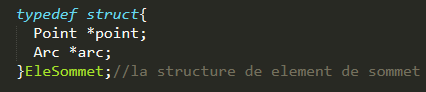 typedef struct{
Point *point;
Arc *arc;
}EleSommet;//la structure de element de sommet